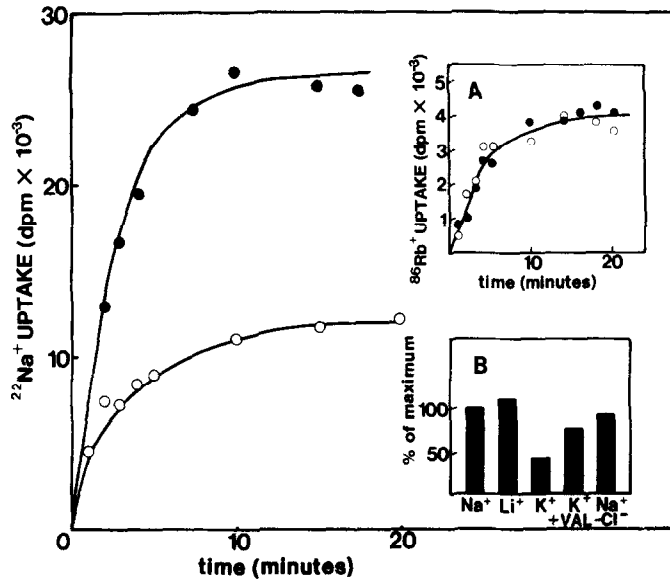 30
20
10
0
10
20
²²Na⁺ UPTAKE (dpm × 10⁻³)
time (minutes)
A
5
4
3
2
1
10
20
⁸⁶Rb⁺ UPTAKE (dpm × 10⁻³)
time (minutes)
B
% of maximum
100
50
Na⁺ Li⁺ K⁺ K⁺ Na⁺
+VAL -Cl⁻